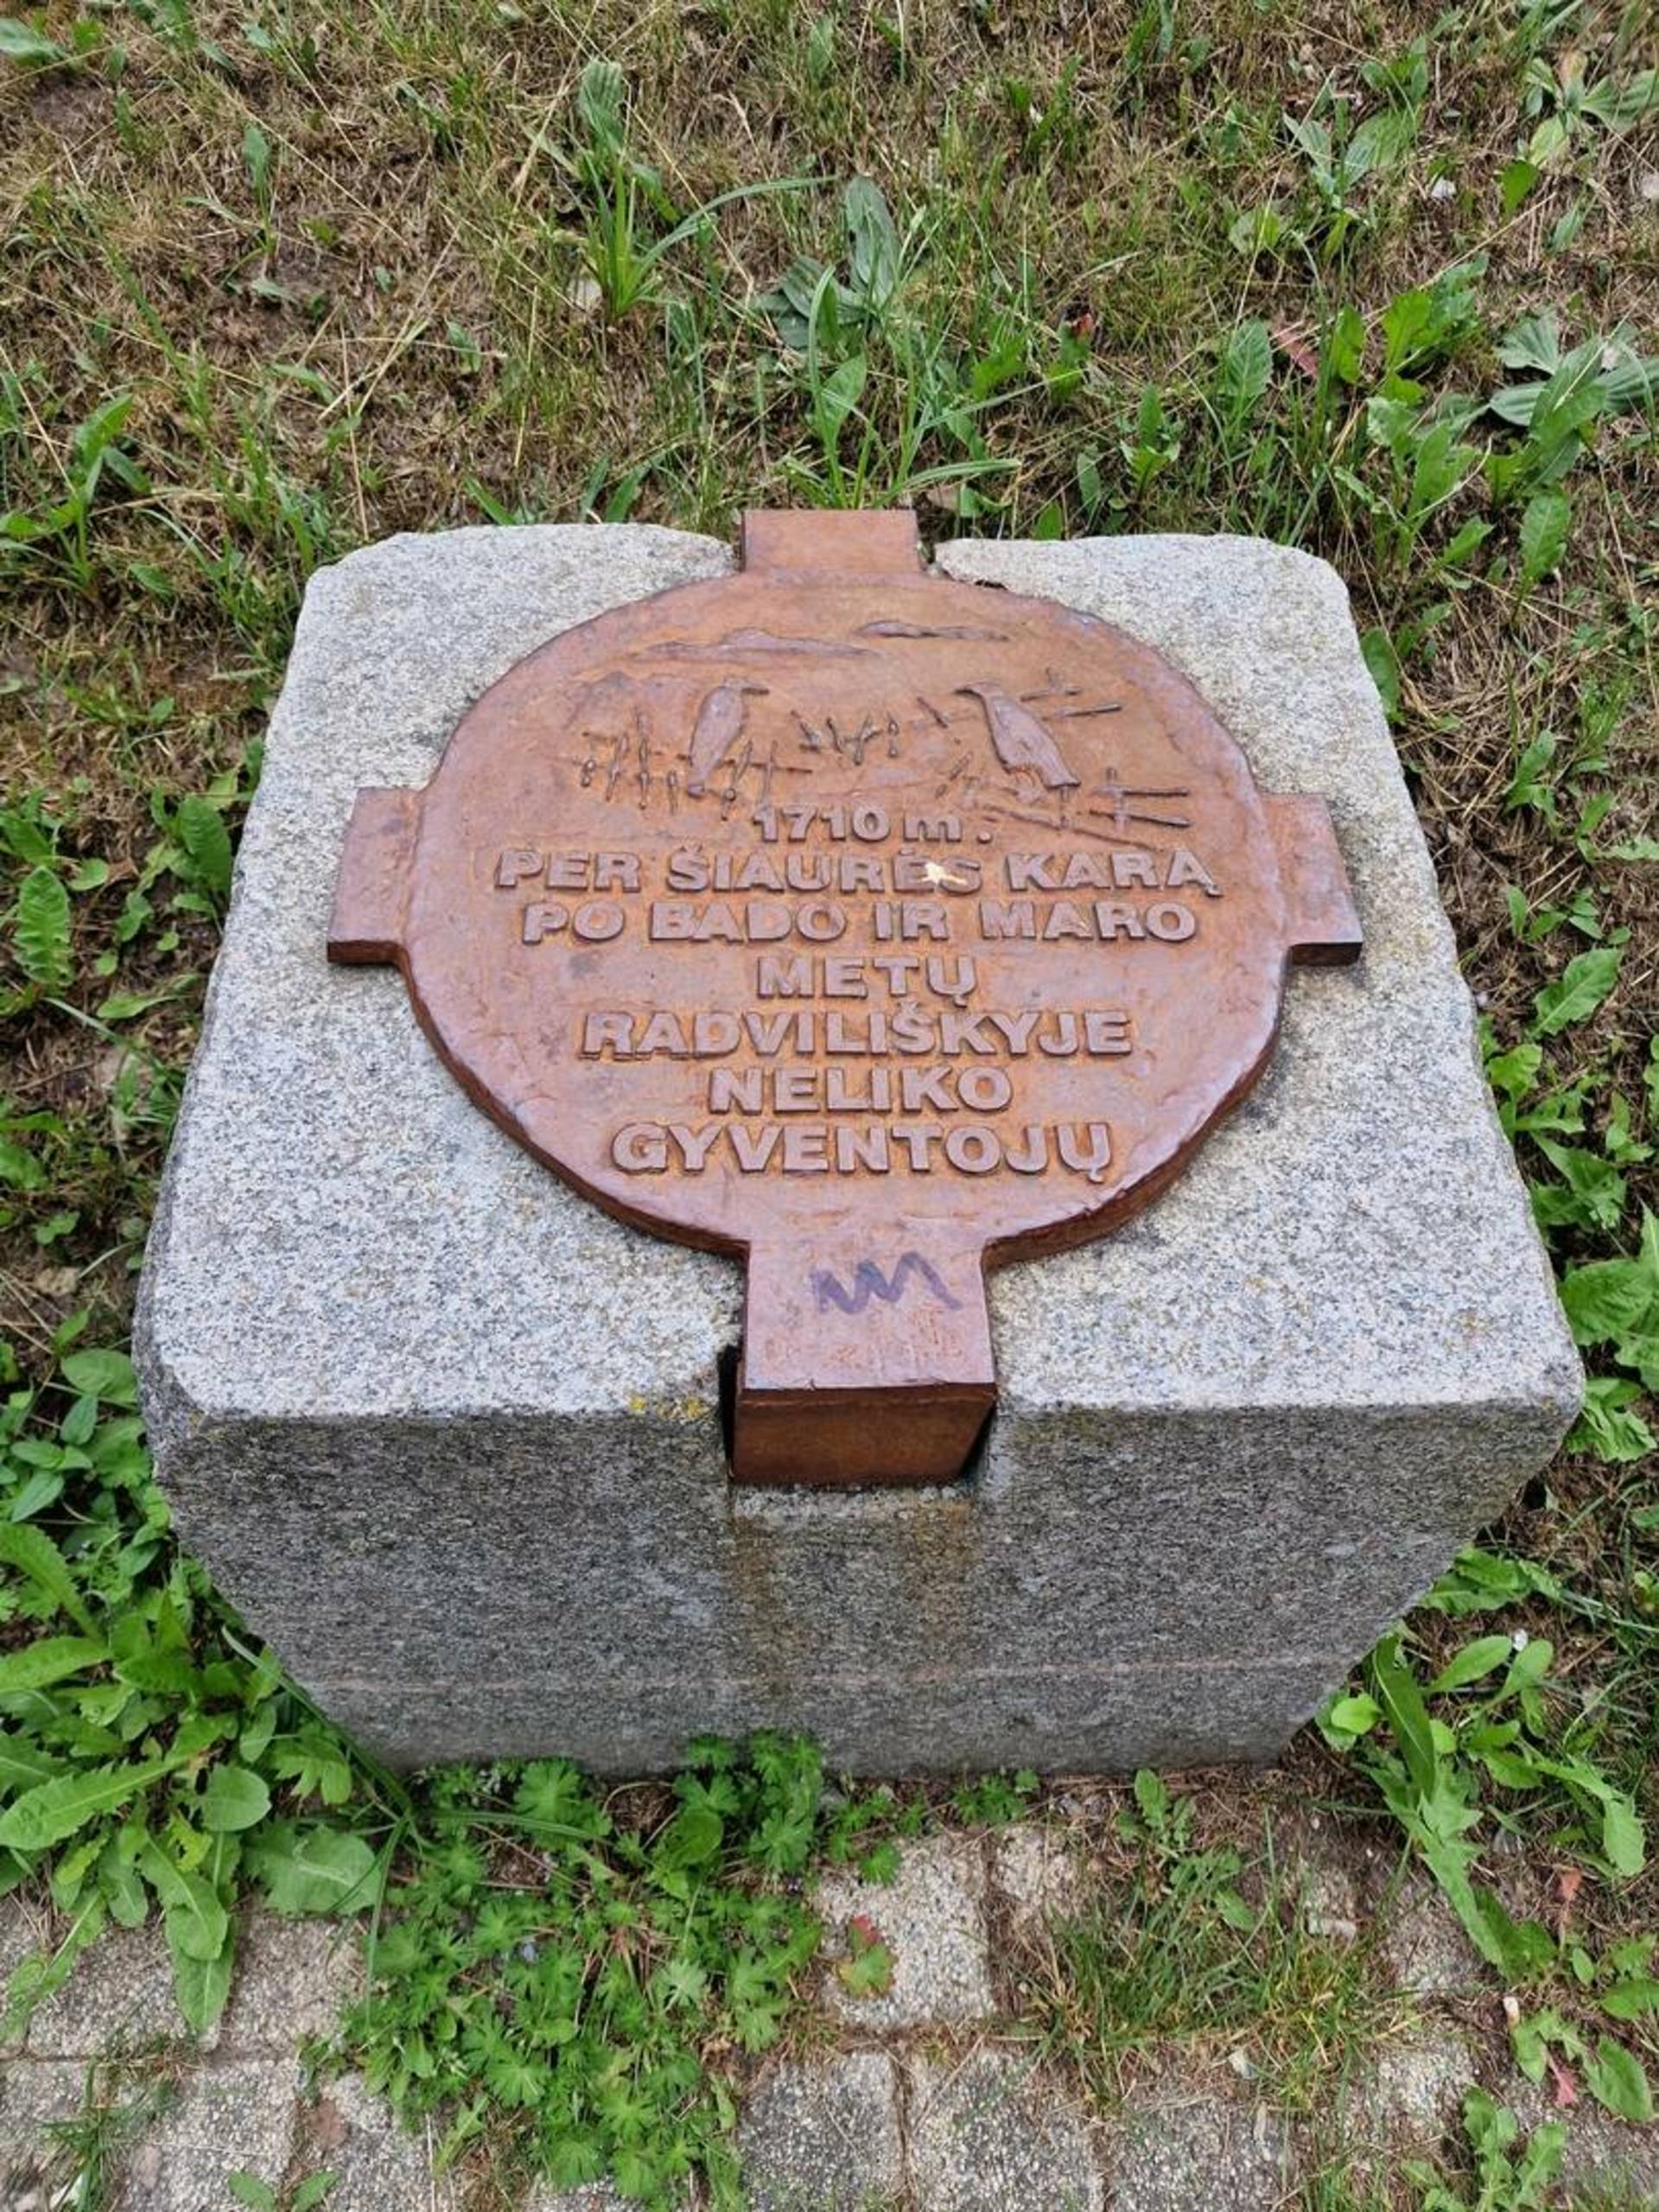 1710 m.
PER ŠIAURĖS KARĄ
PO BADO IR MARO
METŲ
RADVILIŠKYJE
NELIKO
GYVENTOJŲ